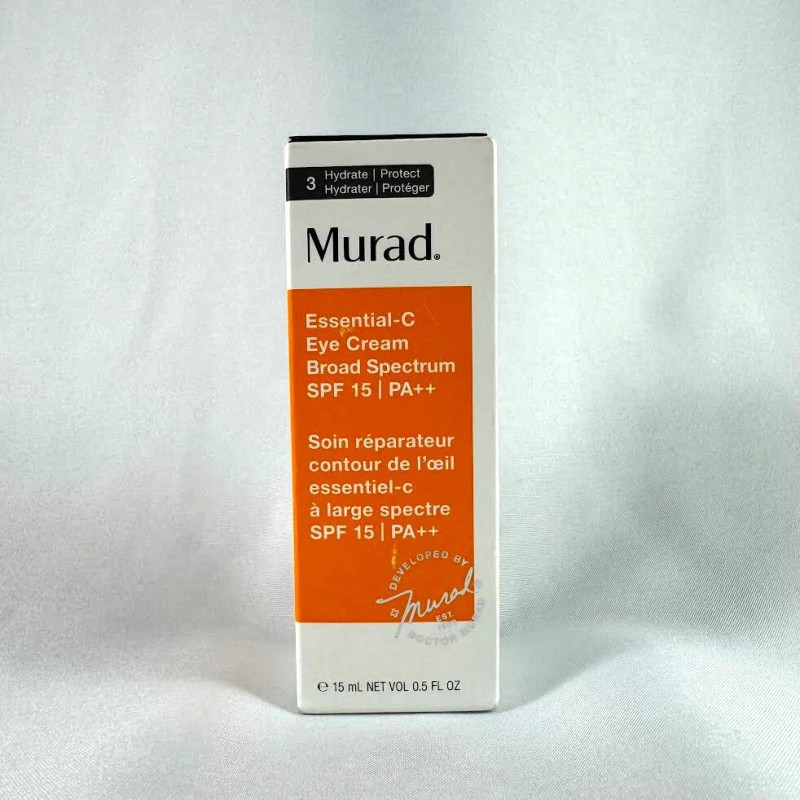 3 Hydrate | Protect
Hydrater | Protéger
Murad®
Essential-C
Eye Cream
Broad Spectrum
SPF 15 | PA++
Soin réparateur
contour de l'œil
essentiel-c
à large spectre
SPF 15 | PA++
DEVELOPED BY
Murad
EST.
DOCTOR MURAD
℮ 15 mL NET VOL 0.5 FL OZ